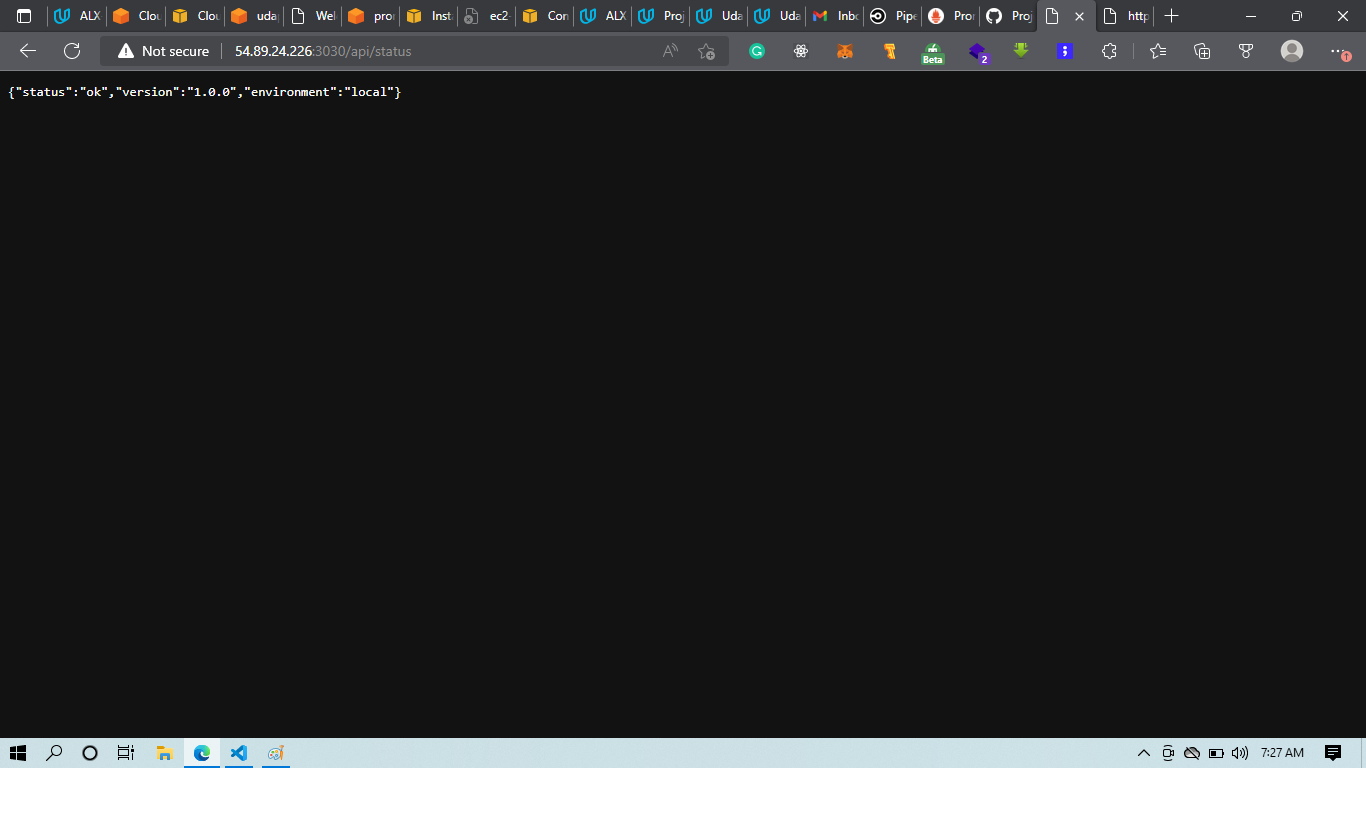 ALX Clou Clou uda Wel pro Inst ec2- Con ALX Proj Uda Uda Inbo Pipe Pro Proj http
Not secure 54.89.24.226:3030/api/status
Beta 2
{"status":"ok","version":"1.0.0","environment":"local"}
7:27 AM